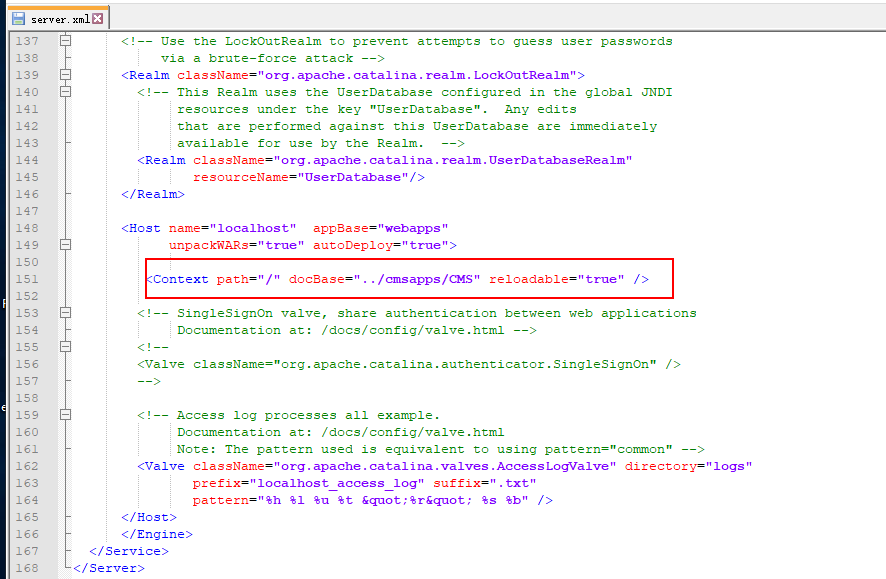 server.xml
137 <!-- Use the LockOutRealm to prevent attempts to guess user passwords
138 via a brute-force attack -->
139 <Realm className="org.apache.catalina.realm.LockOutRealm">
140 <!-- This Realm uses the UserDatabase configured in the global JNDI
141 resources under the key "UserDatabase".  Any edits
142 that are performed against this UserDatabase are immediately
143 available for use by the Realm.  -->
144 <Realm className="org.apache.catalina.realm.UserDatabaseRealm"
145 resourceName="UserDatabase"/>
146 </Realm>
147
148 <Host name="localhost"  appBase="webapps"
149 unpackWARs="true" autoDeploy="true">
150
151 <Context path="/" docBase="../cmsapps/CMS" reloadable="true" />
152
153 <!-- SingleSignOn valve, share authentication between web applications
154 Documentation at: /docs/config/valve.html -->
155 <!--
156 <Valve className="org.apache.catalina.authenticator.SingleSignOn" />
157 -->
158
159 <!-- Access log processes all example.
160 Documentation at: /docs/config/valve.html
161 Note: The pattern used is equivalent to using pattern="common" -->
162 <Valve className="org.apache.catalina.valves.AccessLogValve" directory="logs"
163 prefix="localhost_access_log" suffix=".txt"
164 pattern="%h %l %u %t &quot;%r&quot; %s %b" />
165 </Host>
166 </Engine>
167 </Service>
168 </Server>